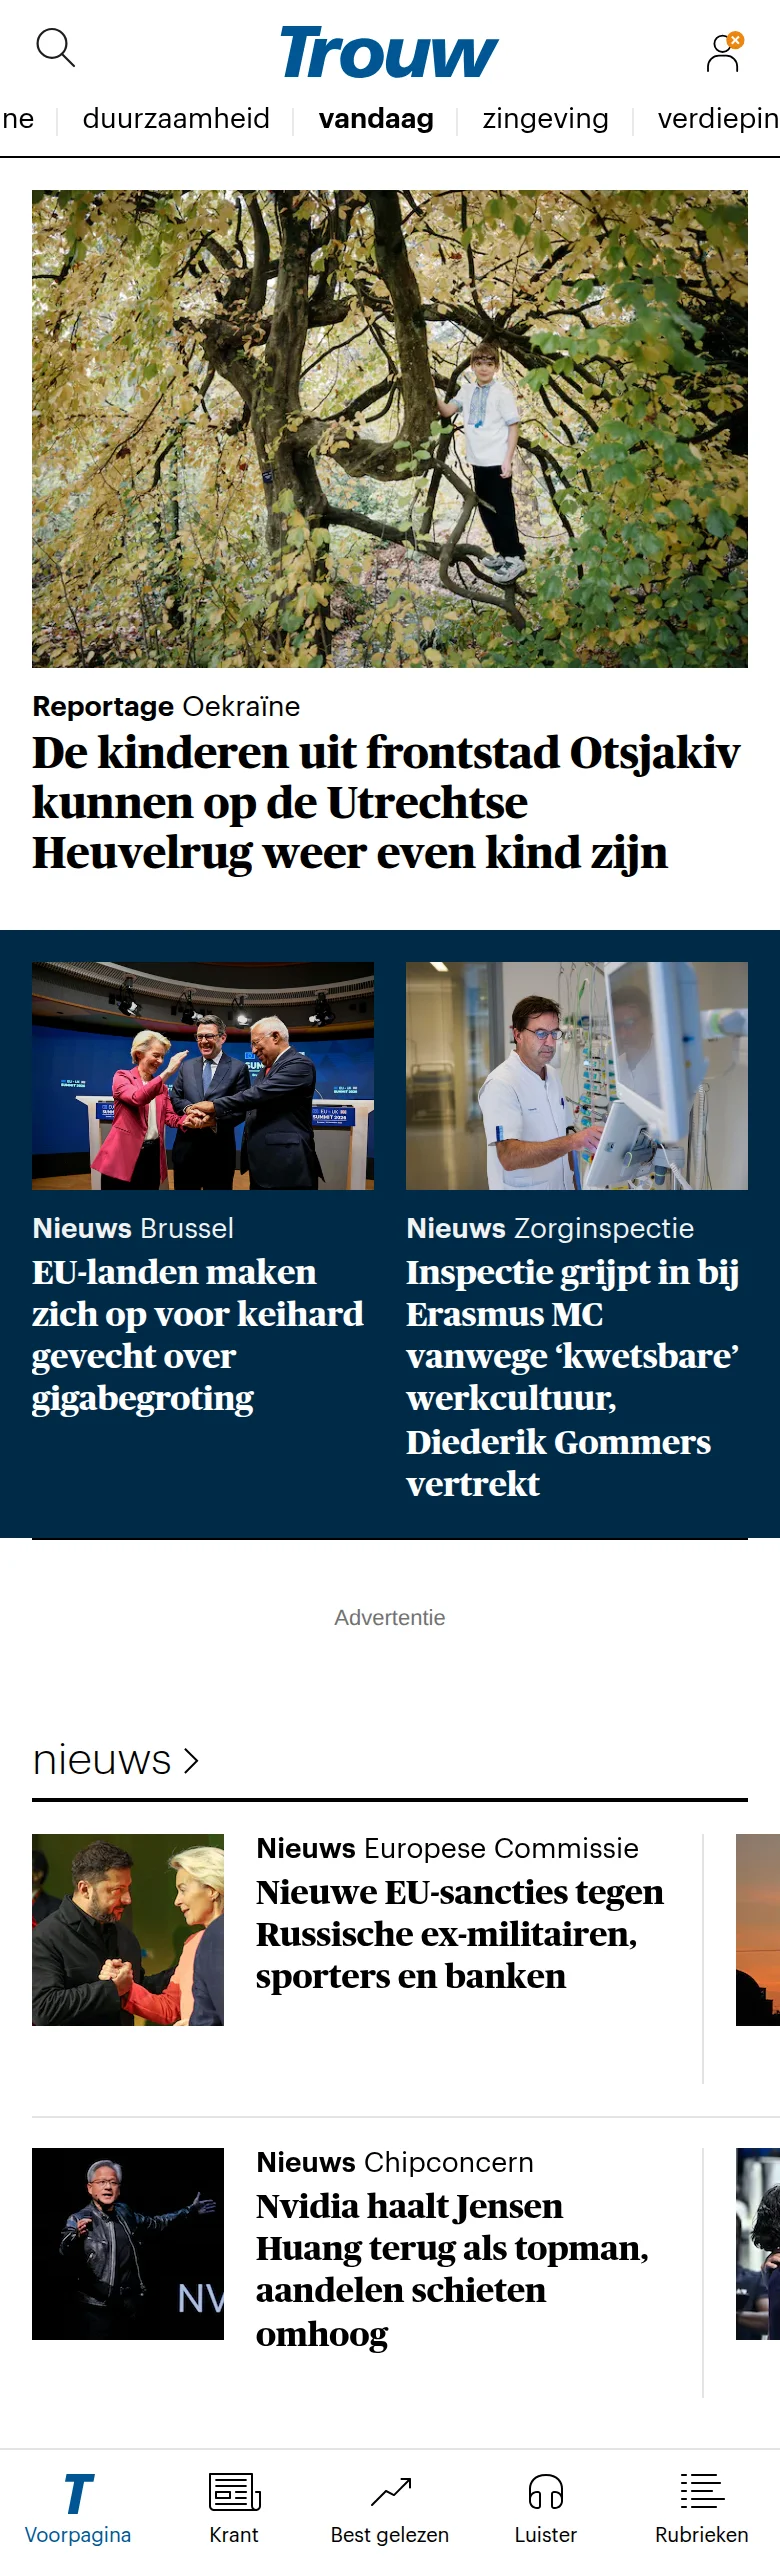 Trouw
ne
duurzaamheid
vandaag
zingeving
verdiepin
Reportage Oekraïne
De kinderen uit frontstad Otsjakiv
kunnen op de Utrechtse
Heuvelrug weer even kind zijn
Nieuws Brussel
EU-landen maken
zich op voor keihard
gevecht over
gigabegroting
Nieuws Zorginspectie
Inspectie grijpt in bij
Erasmus MC
vanwege ‘kwetsbare’
werkcultuur,
Diederik Gommers
vertrekt
Advertentie
nieuws
Nieuws Europese Commissie
Nieuwe EU-sancties tegen
Russische ex-militairen,
sporters en banken
Nieuws Chipconcern
Nvidia haalt Jensen
Huang terug als topman,
aandelen schieten
omhoog
NV
T
Voorpagina
Krant
Best gelezen
Luister
Rubrieken